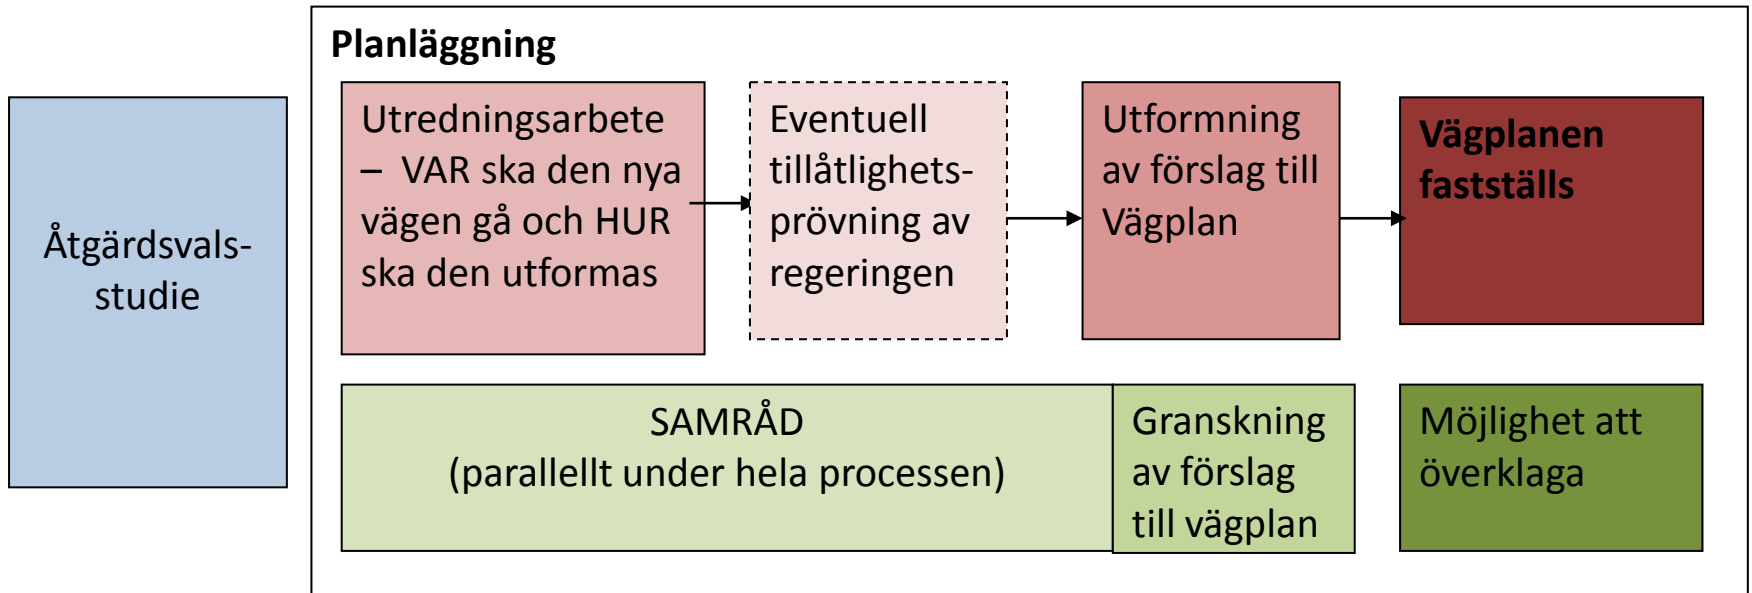 Planläggning
Åtgärdsvals-
studie
Utredningsarbete
– VAR ska den nya
vägen gå och HUR
ska den utformas
Eventuell
tillåtlighets-
prövning av
regeringen
Utformning
av förslag till
Vägplan
Vägplanen
fastställs
SAMRÅD
(parallellt under hela processen)
Granskning
av förslag
till vägplan
Möjlighet att
överklaga